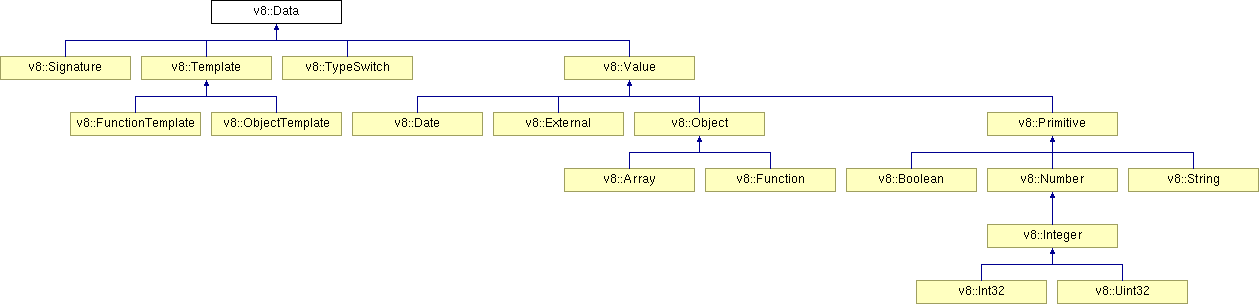 v8::Data
v8::Signature
v8::Template
v8::TypeSwitch
v8::Value
v8::FunctionTemplate
v8::ObjectTemplate
v8::Date
v8::External
v8::Object
v8::Primitive
v8::Array
v8::Function
v8::Boolean
v8::Number
v8::String
v8::Integer
v8::Int32
v8::Uint32